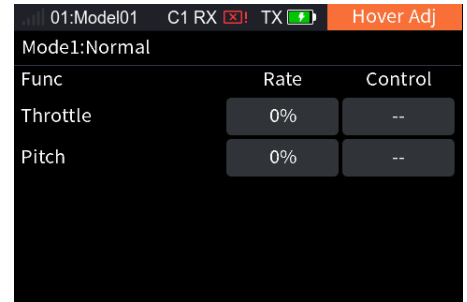 01:Model01 C1 RX ! TX Hover Adj
Mode1:Normal
Func Rate Control
Throttle 0% --
Pitch 0% --